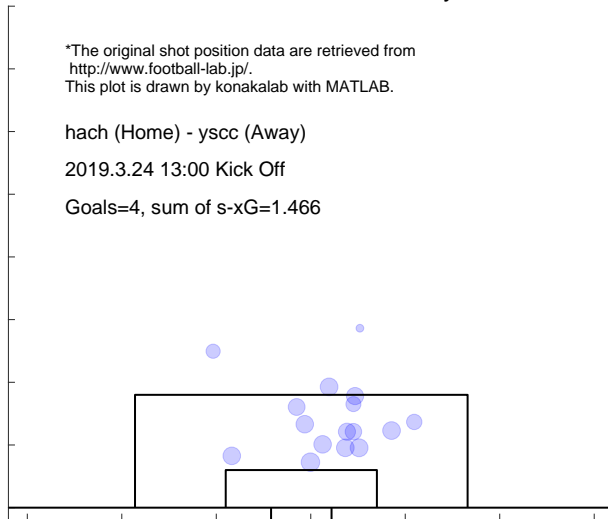 *The original shot position data are retrieved from
http://www.football-lab.jp/.
This plot is drawn by konakalab with MATLAB.
hach (Home) - yscc (Away)
2019.3.24 13:00 Kick Off
Goals=4, sum of s-xG=1.466